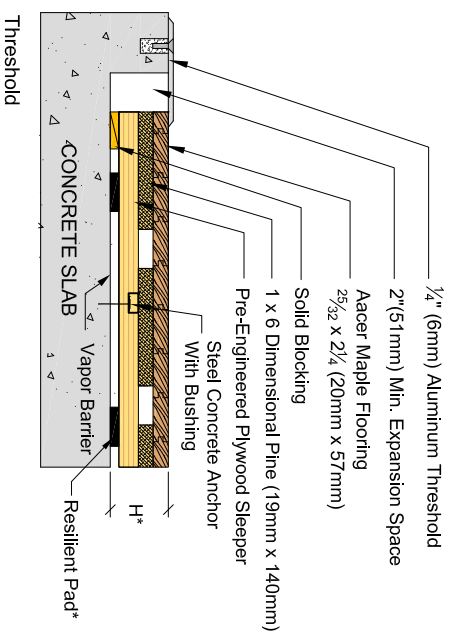 ¼" (6mm) Aluminum Threshold
2"(51mm) Min. Expansion Space
Aacer Maple Flooring
25/32 x 2¼ (20mm x 57mm)
Solid Blocking
1 x 6 Dimensional Pine (19mm x 140mm)
Pre-Engineered Plywood Sleeper
Steel Concrete Anchor
With Bushing
H*
Resilient Pad*
Vapor Barrier
CONCRETE SLAB
Threshold